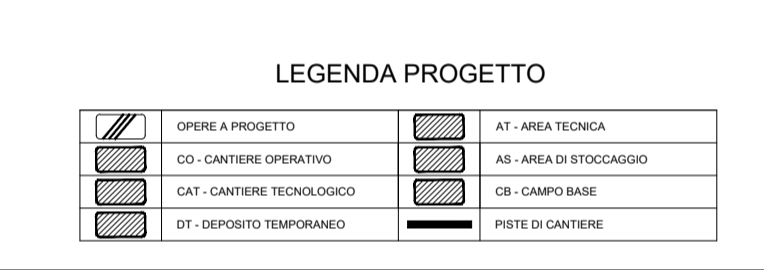 LEGENDA PROGETTO
OPERE A PROGETTO
AT - AREA TECNICA
CO - CANTIERE OPERATIVO
AS - AREA DI STOCCAGGIO
CAT - CANTIERE TECNOLOGICO
CB - CAMPO BASE
DT - DEPOSITO TEMPORANEO
PISTE DI CANTIERE